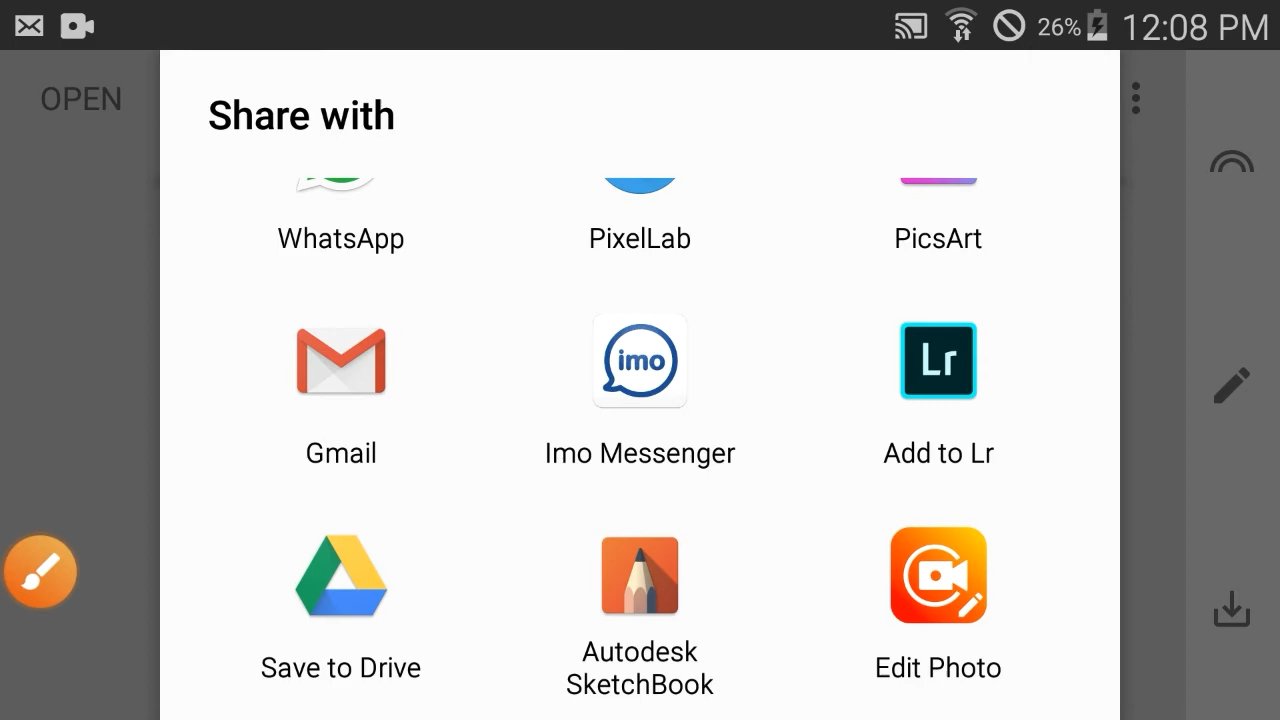 26% 12:08 PM
OPEN
Share with
WhatsApp PixelLab PicsArt
imo Lr
Gmail Imo Messenger Add to Lr
Save to Drive Autodesk SketchBook Edit Photo